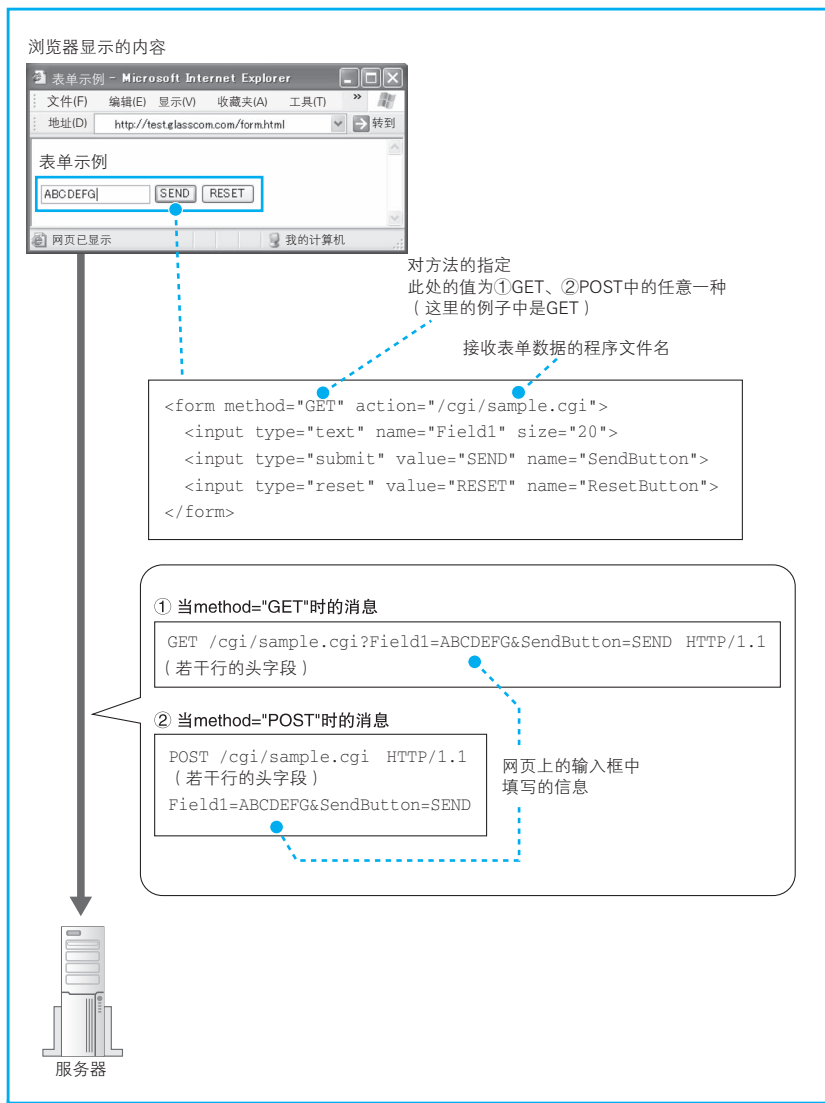 浏览器显示的内容
表单示例 - Microsoft Internet Explorer
文件(F) 编辑(E) 显示(V) 收藏夹(A) 工具(T) »
地址(D) http://test.glasscom.com/form.html 转到
表单示例
ABCDEFG SEND RESET
网页已显示 我的计算机
对方法的指定
此处的值为①GET、②POST中的任意一种
（这里的例子中是GET）
接收表单数据的程序文件名
<form method="GET" action="/cgi/sample.cgi">
<input type="text" name="Field1" size="20">
<input type="submit" value="SEND" name="SendButton">
<input type="reset" value="RESET" name="ResetButton">
</form>
① 当method="GET"时的消息
GET /cgi/sample.cgi?Field1=ABCDEFG&SendButton=SEND HTTP/1.1
（若干行的头字段）
② 当method="POST"时的消息
POST /cgi/sample.cgi HTTP/1.1
（若干行的头字段）
Field1=ABCDEFG&SendButton=SEND
网页上的输入框中
填写的信息
服务器